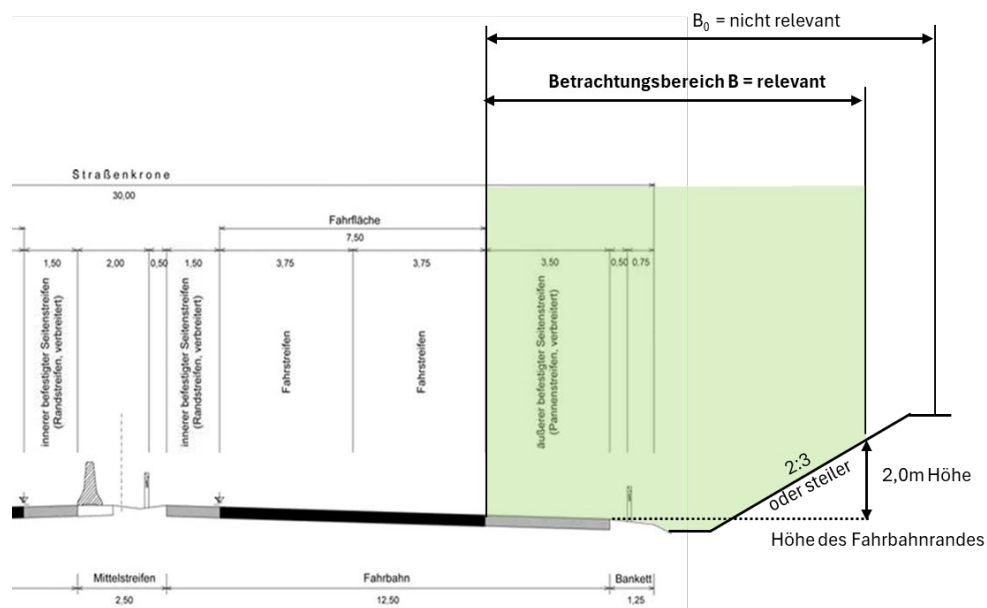 B₀ = nicht relevant
Betrachtungsbereich B = relevant
Straßenkrone
30,00
Fahrfläche
7,50
1,50
2,00
0,50
1,50
3,75
3,75
3,50
0,50
0,75
innerer befestigter Seitenstreifen
(Randstreifen, verbreitert)
innerer befestigter Seitenstreifen
(Randstreifen, verbreitert)
Fahrstreifen
Fahrstreifen
äußerer befestigter Seitenstreifen
(Pannenstreifen, verbreitert)
2:3
oder steiler
2,0m Höhe
Höhe des Fahrbahnrandes
Mittelstreifen
Fahrbahn
Bankett
2,50
12,50
1,25